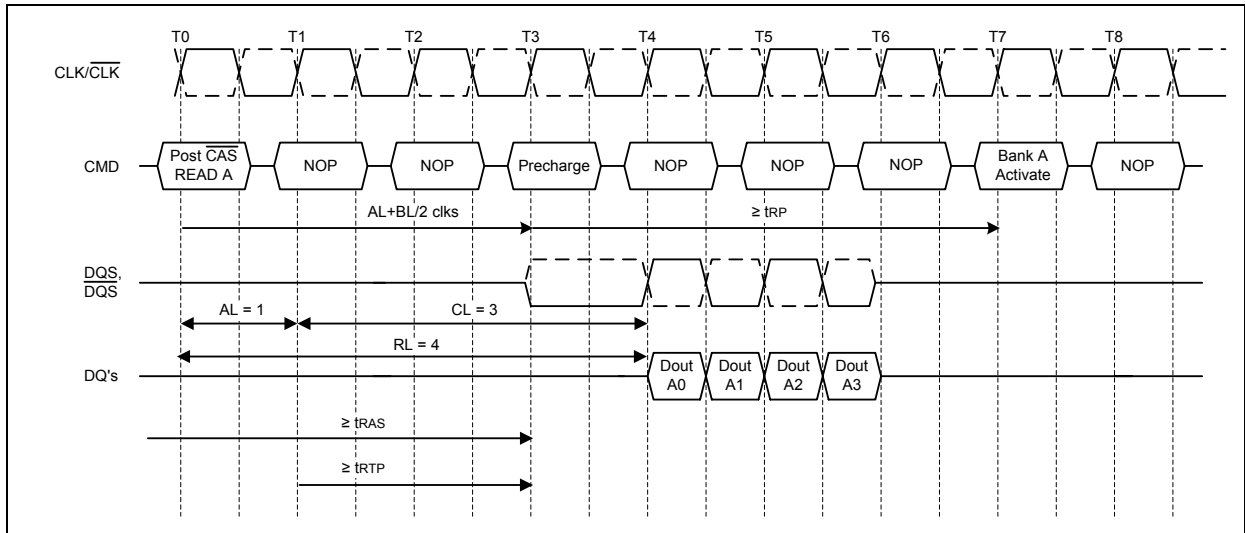 T0 T1 T2 T3 T4 T5 T6 T7 T8
CLK/CLK
CMD
Post CAS
READ A
NOP
NOP
Precharge
NOP
NOP
NOP
Bank A
Activate
NOP
AL+BL/2 clks
≥ tRP
DQS,
DQS
AL = 1
CL = 3
RL = 4
DQ's
Dout
A0
Dout
A1
Dout
A2
Dout
A3
≥ tRAS
≥ tRTP